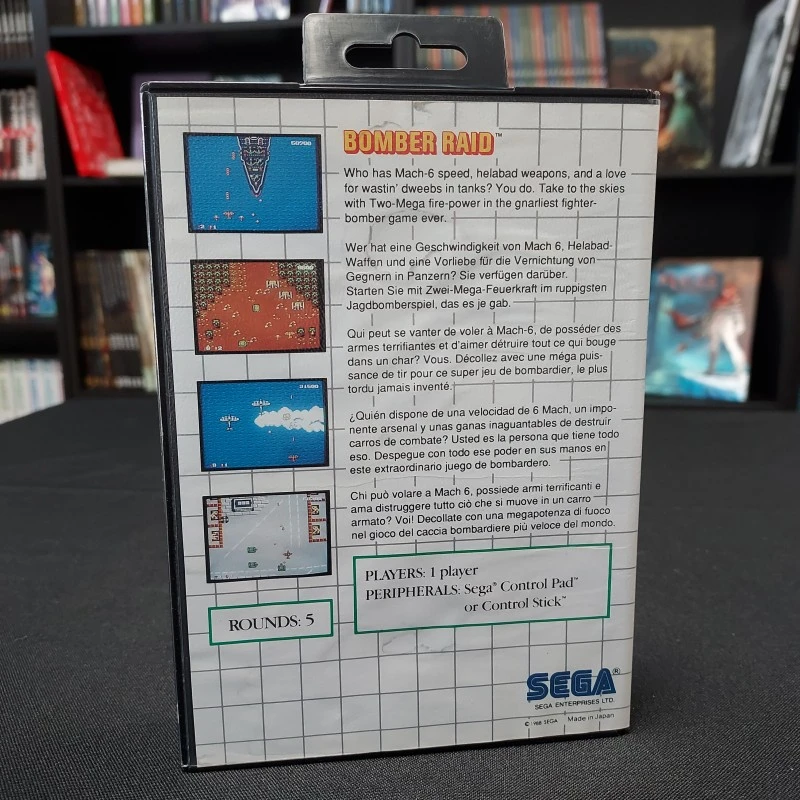 BOMBER RAID™
Who has Mach-6 speed, helabad weapons, and a love
for wastin' dweebs in tanks? You do. Take to the skies
with Two-Mega fire-power in the gnarliest fighter-
bomber game ever.
Wer hat eine Geschwindigkeit von Mach 6, Helabad-
Waffen und eine Vorliebe für die Vernichtung von
Gegnern in Panzern? Sie verfügen darüber.
Starten Sie mit Zwei-Mega-Feuerkraft im ruppigsten
Jagdbomberspiel, das es je gab.
Qui peut se vanter de voler à Mach-6, de posséder des
armes terrifiantes et d'aimer détruire tout ce qui bouge
dans un char? Vous. Décollez avec une méga puis-
sance de tir pour ce super jeu de bombardier, le plus
tordu jamais inventé.
¿Quién dispone de una velocidad de 6 Mach, un impo-
nente arsenal y unas ganas inaguantables de destruir
carros de combate? Usted es la persona que tiene todo
eso. Despegue con todo ese poder en sus manos en
este extraordinario juego de bombardero.
Chi può volare a Mach 6, possiede armi terrificanti e
ama distruggere tutto ciò che si muove in un carro
armato? Voi! Decollate con una megapotenza di fuoco
nel gioco del caccia bombardiere più veloce del mondo.
PLAYERS: 1 player
PERIPHERALS: Sega® Control Pad™
or Control Stick™
ROUNDS: 5
SEGA®
SEGA ENTERPRISES LTD.
© 1988 SEGA Made in Japan